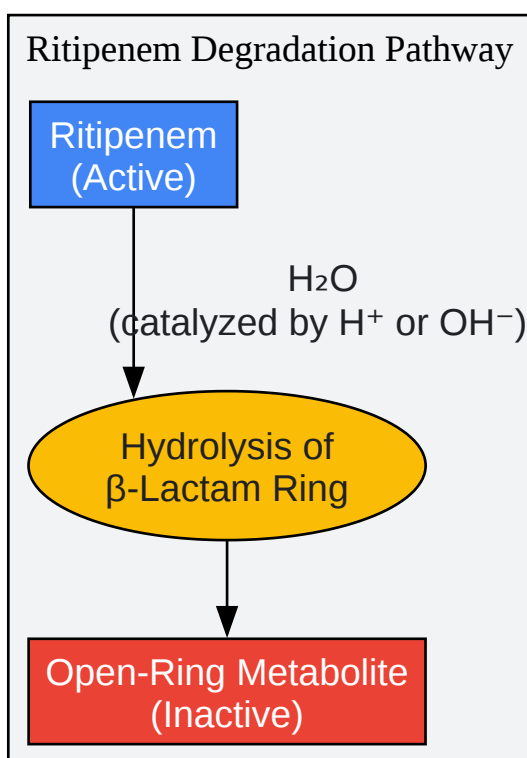 Ritipenem Degradation Pathway
Ritipenem
(Active)
H₂O
(catalyzed by H⁺ or OH⁻)
Hydrolysis of
β-Lactam Ring
Open-Ring Metabolite
(Inactive)